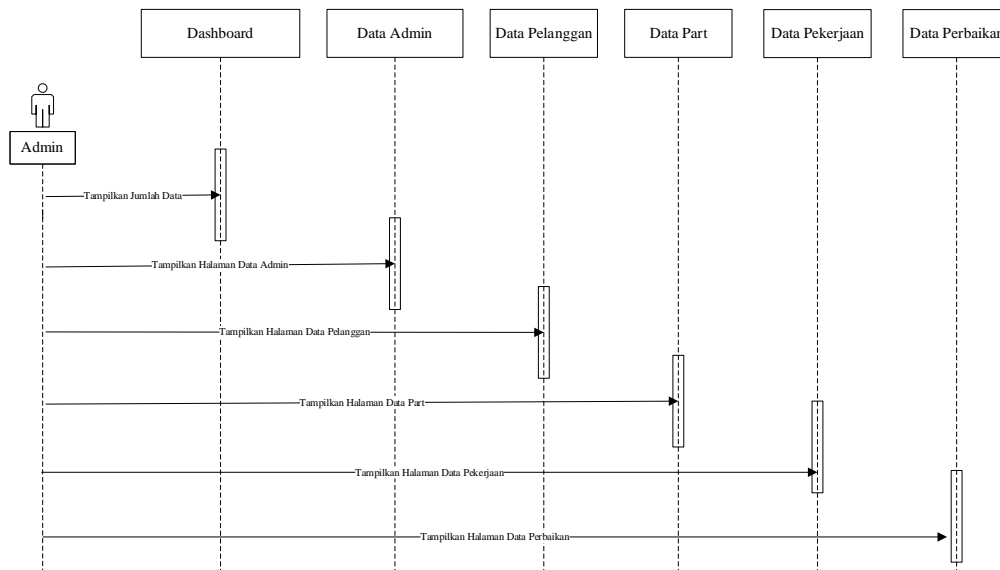 Dashboard
Data Admin
Data Pelanggan
Data Part
Data Pekerjaan
Data Perbaikan
Admin
Tampilkan Jumlah Data
Tampilkan Halaman Data Admin
Tampilkan Halaman Data Pelanggan
Tampilkan Halaman Data Part
Tampilkan Halaman Data Pekerjaan
Tampilkan Halaman Data Perbaikan